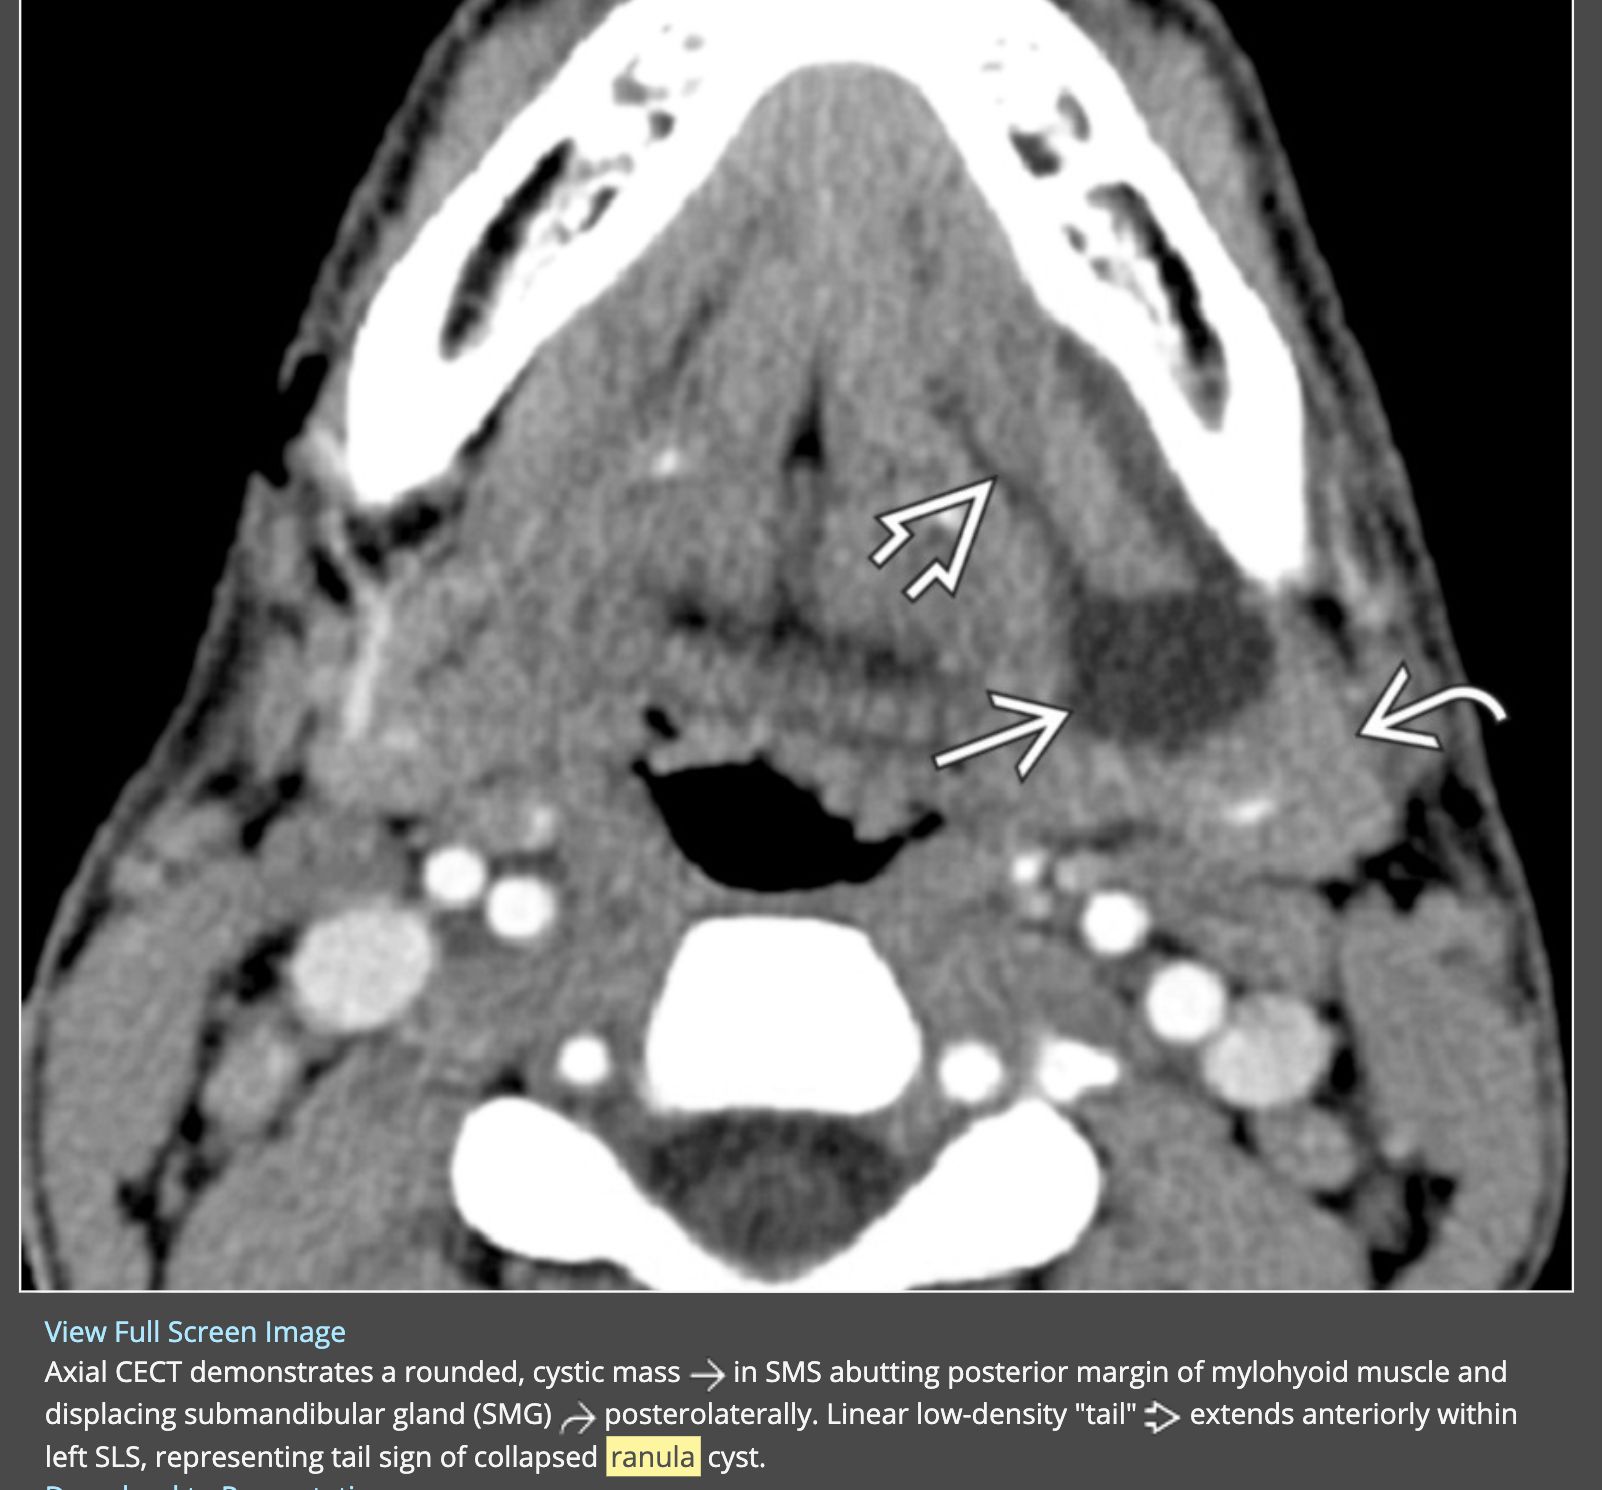 View Full Screen Image
Axial CECT demonstrates a rounded, cystic mass → in SMS abutting posterior margin of mylohyoid muscle and
displacing submandibular gland (SMG) posterolaterally. Linear low-density "tail" extends anteriorly within
left SLS, representing tail sign of collapsed ranula cyst.